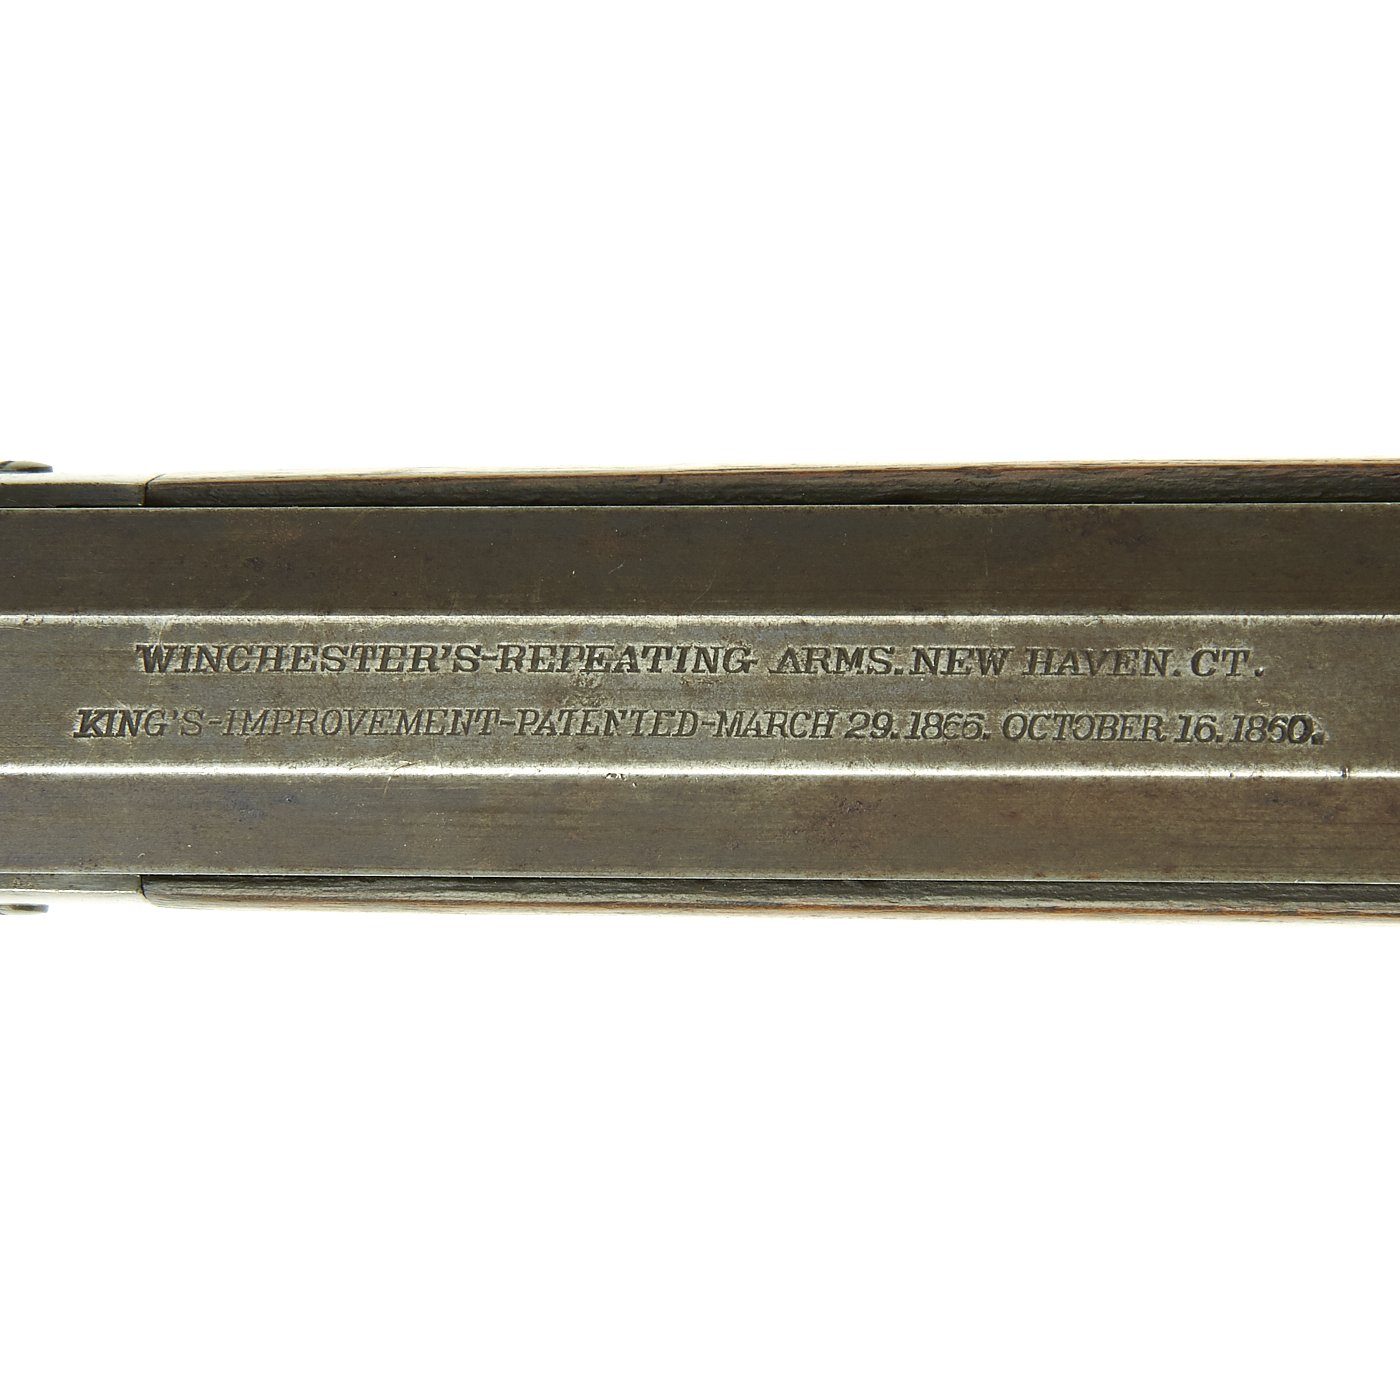 WINCHESTER'S-REPEATING ARMS. NEW HAVEN. CT.
KING'S-IMPROVEMENT-PATENTED-MARCH 29. 1866. OCTOBER 16. 1860.